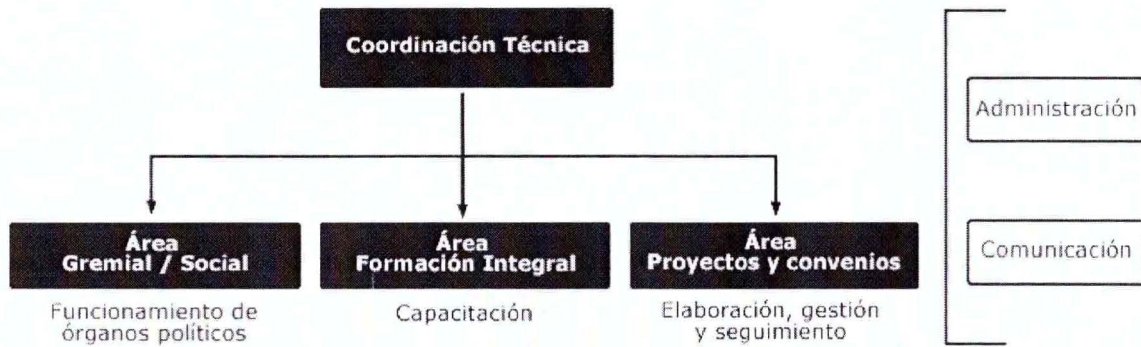 Coordinación Técnica
Administración
Comunicación
Área
Gremial / Social
Área
Formación Integral
Área
Proyectos y convenios
Funcionamiento de
órganos políticos
Capacitación
Elaboración, gestión
y seguimiento